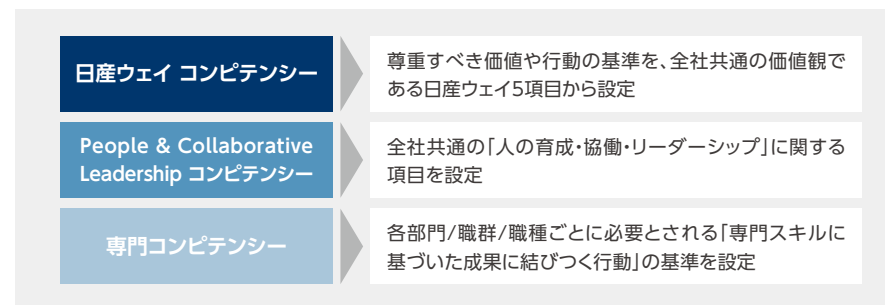 日産ウェイ コンピテンシー
尊重すべき価値や行動の基準を、全社共通の価値観で
ある日産ウェイ5項目から設定
People & Collaborative
Leadership コンピテンシー
全社共通の「人の育成・協働・リーダーシップ」に関する
項目を設定
専門コンピテンシー
各部門/職群/職種ごとに必要とされる「専門スキルに
基づいた成果に結びつく行動」の基準を設定